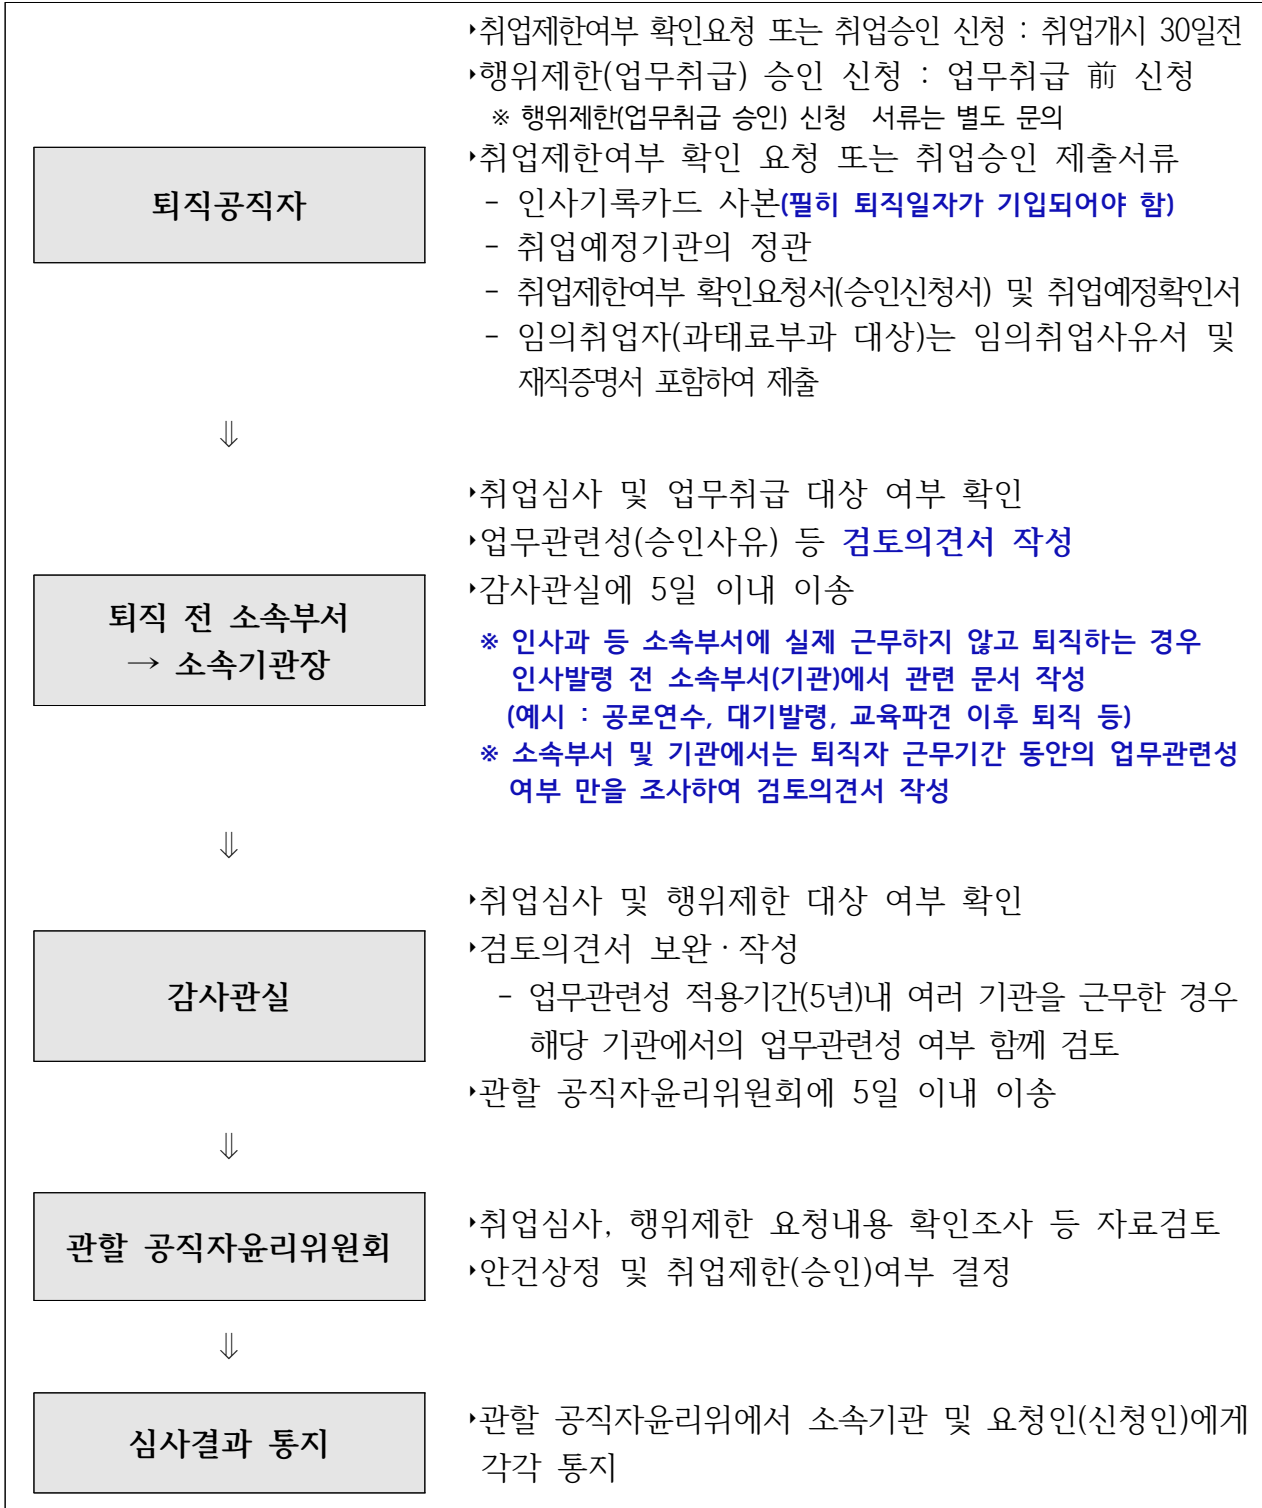 ‣취업제한여부 확인요청 또는 취업승인 신청 : 취업개시 30일전
‣행위제한(업무취급) 승인 신청 : 업무취급 前 신청
※ 행위제한(업무취급 승인) 신청 서류는 별도 문의
퇴직공직자
‣취업제한여부 확인 요청 또는 취업승인 제출서류
- 인사기록카드 사본(필히 퇴직일자가 기입되어야 함)
- 취업예정기관의 정관
- 취업제한여부 확인요청서(승인신청서) 및 취업예정확인서
- 임의취업자(과태료부과 대상)는 임의취업사유서 및
재직증명서 포함하여 제출
⇓
퇴직 전 소속부서
→ 소속기관장
‣취업심사 및 업무취급 대상 여부 확인
‣업무관련성(승인사유) 등 검토의견서 작성
‣감사관실에 5일 이내 이송
※ 인사과 등 소속부서에 실제 근무하지 않고 퇴직하는 경우
인사발령 전 소속부서(기관)에서 관련 문서 작성
(예시 : 공로연수, 대기발령, 교육파견 이후 퇴직 등)
※ 소속부서 및 기관에서는 퇴직자 근무기간 동안의 업무관련성
여부 만을 조사하여 검토의견서 작성
⇓
감사관실
‣취업심사 및 행위제한 대상 여부 확인
‣검토의견서 보완·작성
- 업무관련성 적용기간(5년)내 여러 기관을 근무한 경우
해당 기관에서의 업무관련성 여부 함께 검토
‣관할 공직자윤리위원회에 5일 이내 이송
⇓
관할 공직자윤리위원회
‣취업심사, 행위제한 요청내용 확인조사 등 자료검토
‣안건상정 및 취업제한(승인)여부 결정
⇓
심사결과 통지
‣관할 공직자윤리위에서 소속기관 및 요청인(신청인)에게
각각 통지